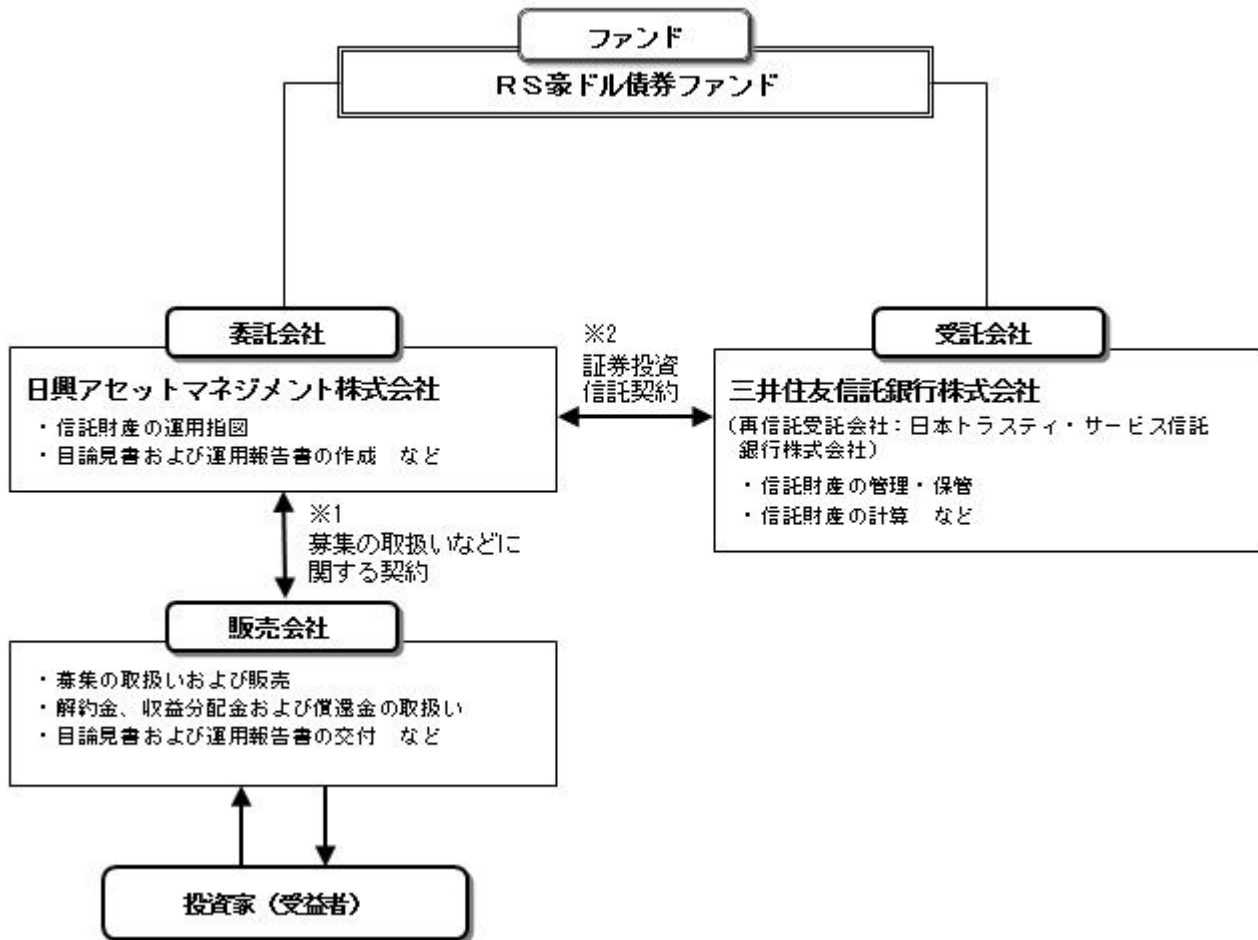 ファンド
RS豪ドル債券ファンド
委託会社
日興アセットマネジメント株式会社
・信託財産の運用指図
・目論見書および運用報告書の作成　など
※2
証券投資
信託契約
受託会社
三井住友信託銀行株式会社
(再信託受託会社：日本トラスティ・サービス信託
銀行株式会社)
・信託財産の管理・保管
・信託財産の計算　など
※1
募集の取扱いなどに
関する契約
販売会社
・募集の取扱いおよび販売
・解約金、収益分配金および償還金の取扱い
・目論見書および運用報告書の交付　など
投資家（受益者）